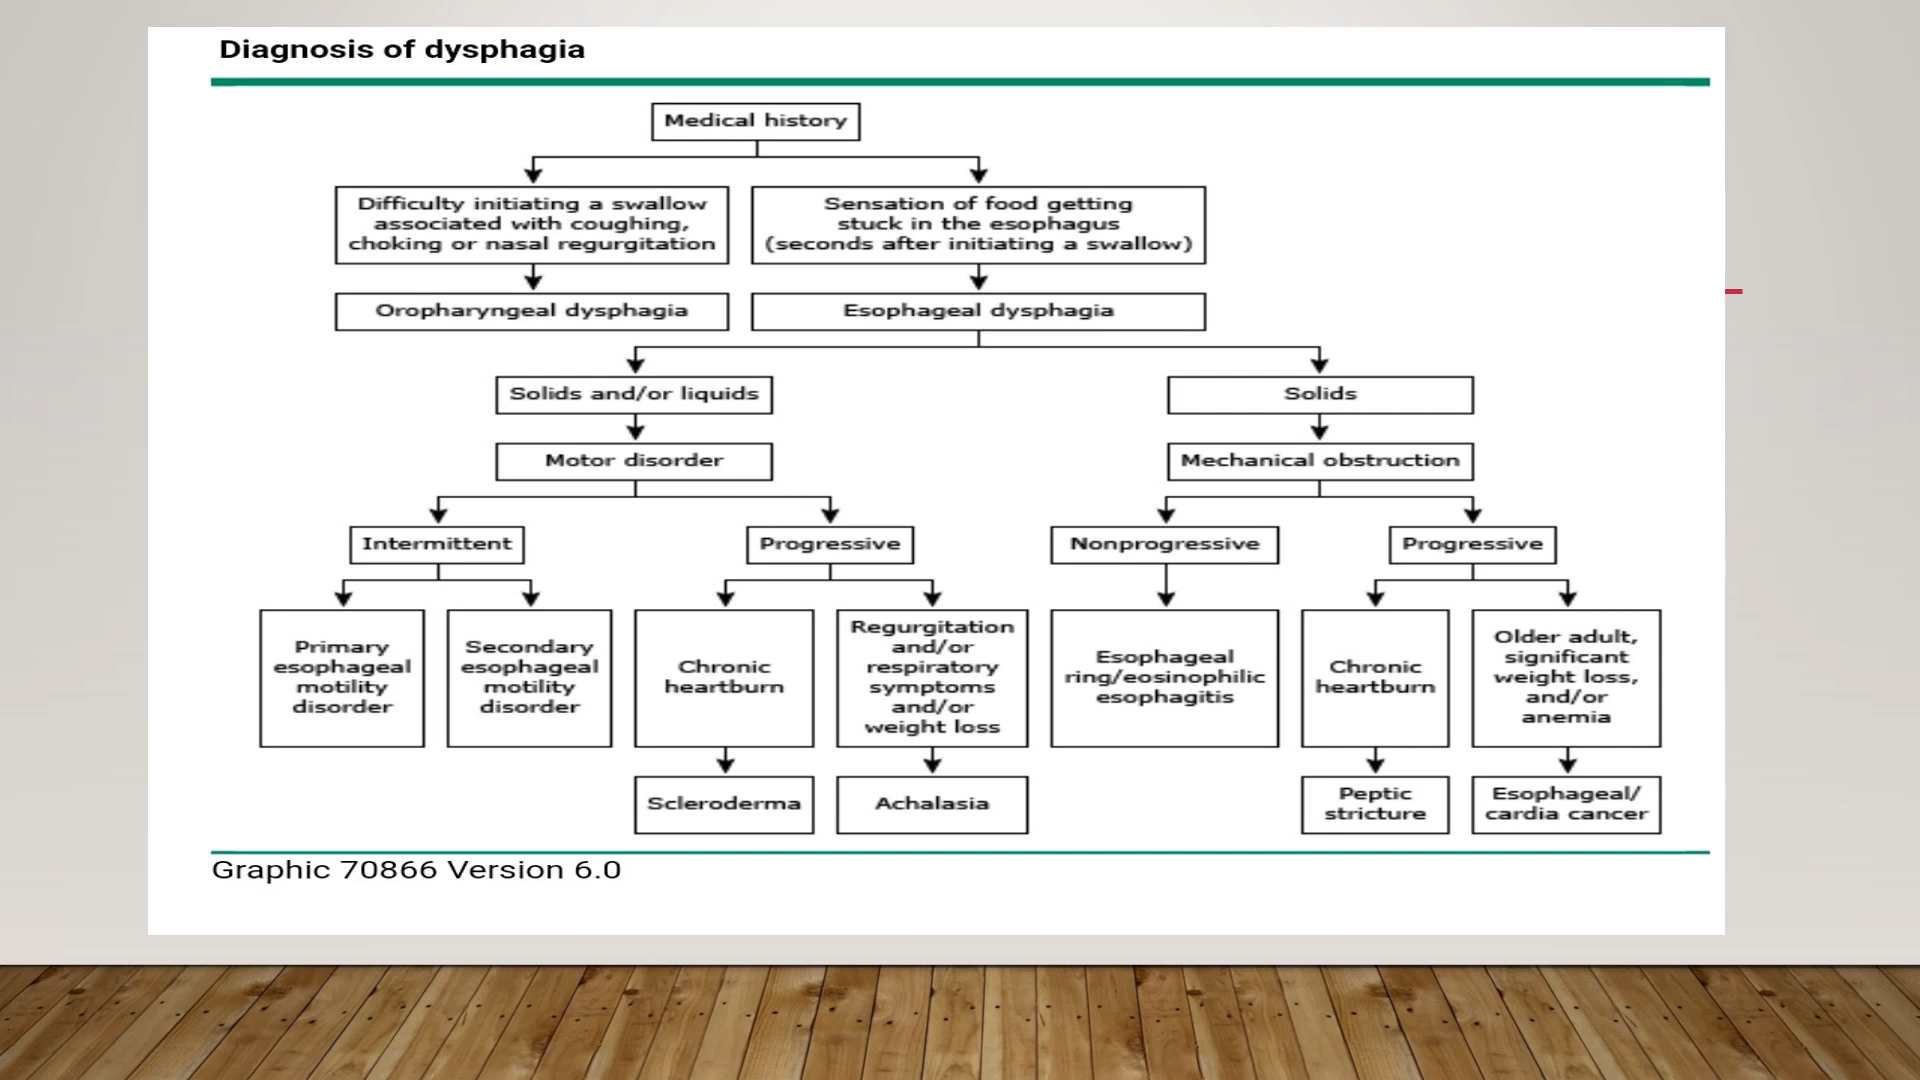 Diagnosis of dysphagia
Medical history
Difficulty initiating a swallow
associated with coughing,
choking or nasal regurgitation
Sensation of food getting
stuck in the esophagus
(seconds after initiating a swallow)
Oropharyngeal dysphagia
Esophageal dysphagia
Solids and/or liquids
Solids
Motor disorder
Mechanical obstruction
Intermittent
Progressive
Nonprogressive
Progressive
Primary
esophageal
motility
disorder
Secondary
esophageal
motility
disorder
Chronic
heartburn
Regurgitation
and/or
respiratory
symptoms
and/or
weight loss
Esophageal
ring/eosinophilic
esophagitis
Chronic
heartburn
Older adult,
significant
weight loss,
and/or
anemia
Scleroderma
Achalasia
Peptic
stricture
Esophageal/
cardia cancer
Graphic 70866 Version 6.0